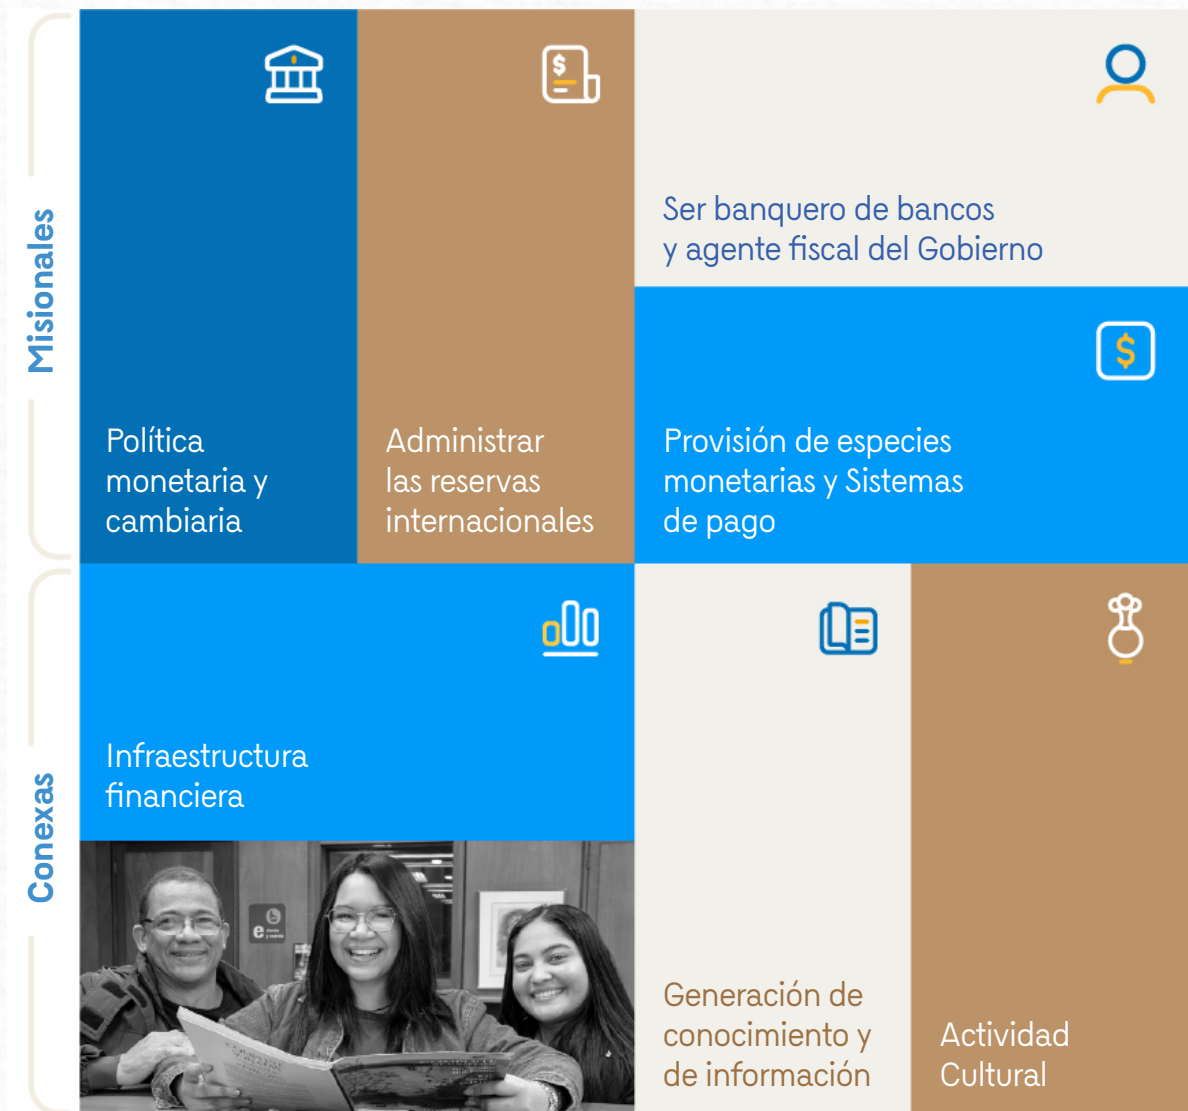 Misionales
Política
monetaria y
cambiaria
Administrar
las reservas
internacionales
Ser banquero de bancos
y agente fiscal del Gobierno
Provisión de especies
monetarias y Sistemas
de pago
Conexas
Infraestructura
financiera
Generación de
conocimiento y
de información
Actividad
Cultural